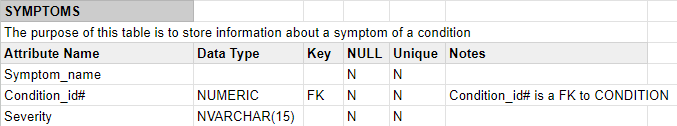 SYMPTOMS
The purpose of this table is to store information about a symptom of a condition
Attribute Name Data Type Key NULL Unique Notes
Symptom_name N N
Condition_id# NUMERIC FK N N Condition_id# is a FK to CONDITION
Severity NVARCHAR(15) N N